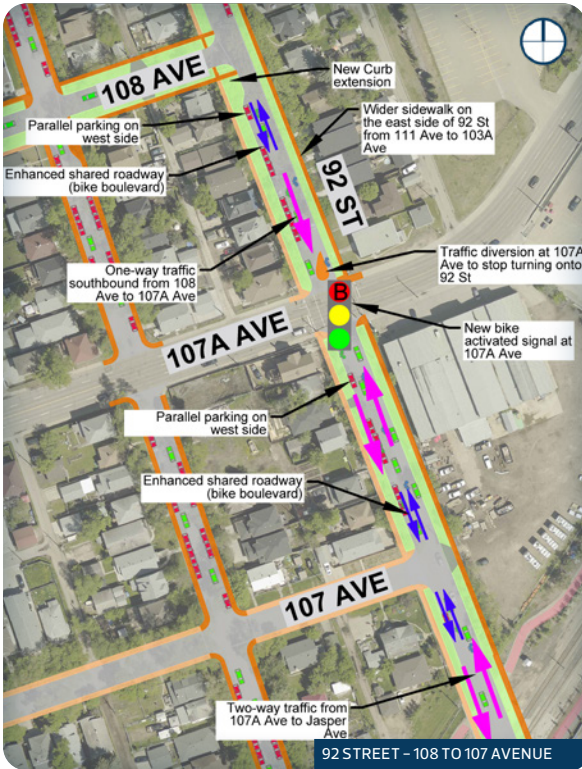 108 AVE
New Curb
extension
Parallel parking on
west side
Wider sidewalk on
the east side of 92 St
from 111 Ave to 103A
Ave
Enhanced shared roadway
(bike boulevard)
92 ST
One-way traffic
southbound from 108
Ave to 107A Ave
Traffic diversion at 107A
Ave to stop turning onto
92 St
B
107A AVE
New bike
activated signal at
107A Ave
Parallel parking on
west side
Enhanced shared roadway
(bike boulevard)
107 AVE
Two-way traffic from
107A Ave to Jasper
Ave
92 STREET – 108 TO 107 AVENUE